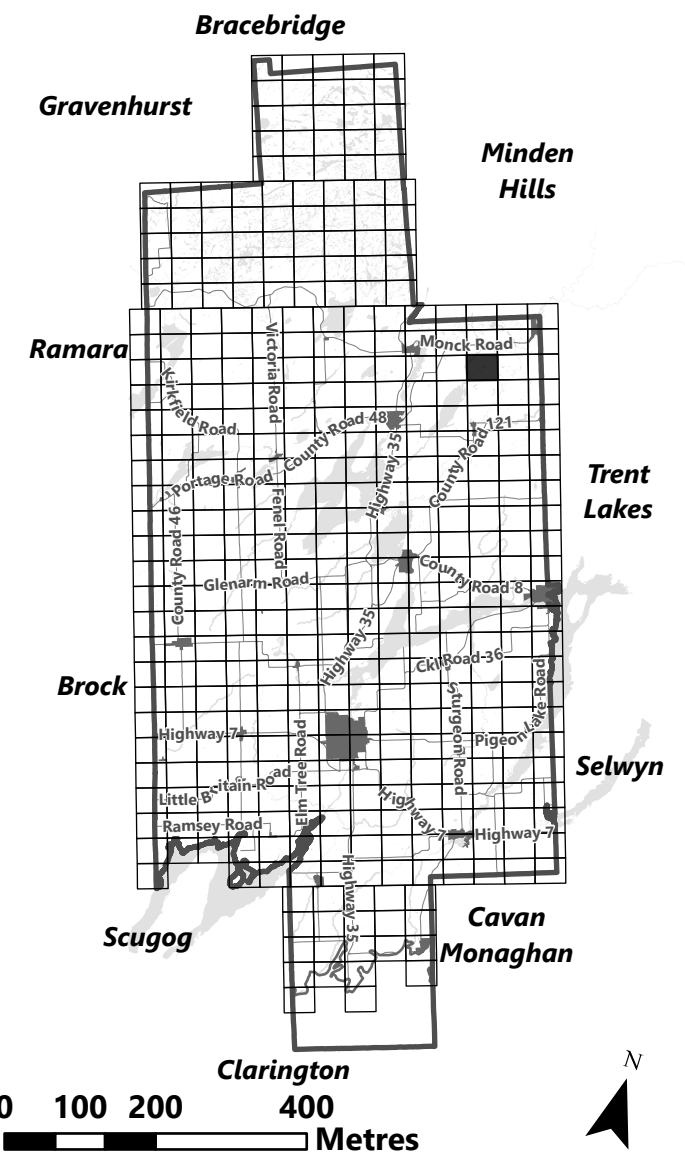 Bracebridge
Gravenhurst
Minden
Hills
Ramara
Monck Road
Victoria Road
Kirkfield Road
County Road 48
Highway 35
County Road 121
Portage Road
Trent
Lakes
County Road 46
Fenel Road
Glenarm Road
County Road 8
Highway 35
Ckl Road 36
Brock
Sturgeon Road
Pigeon Lake Road
Highway 7
Elm Tree Road
Selwyn
Little Britain Road
Highway 7
Ramsey Road
Highway 7
Highway 35
Scugog
Cavan
Monaghan
Clarington
N
0 100 200 400
Metres